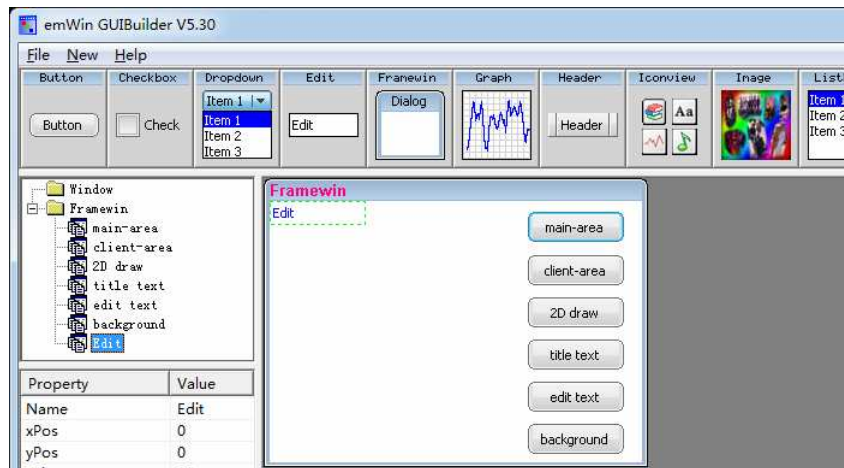 emWin GUIBuilder V5.30
File New Help
Button Checkbox Dropdown Edit Framewin Graph Header Iconview Image List
Button Check Item 1 Item 1 Item 2 Item 3 Edit Dialog Header Aa Item 1 Item 2 Item 3
Window
Framewin
main-area
client-area
2D draw
title text
edit text
background
Edit
Framewin
Edit
main-area
client-area
2D draw
title text
edit text
background
Property Value
Name Edit
xPos 0
yPos 0